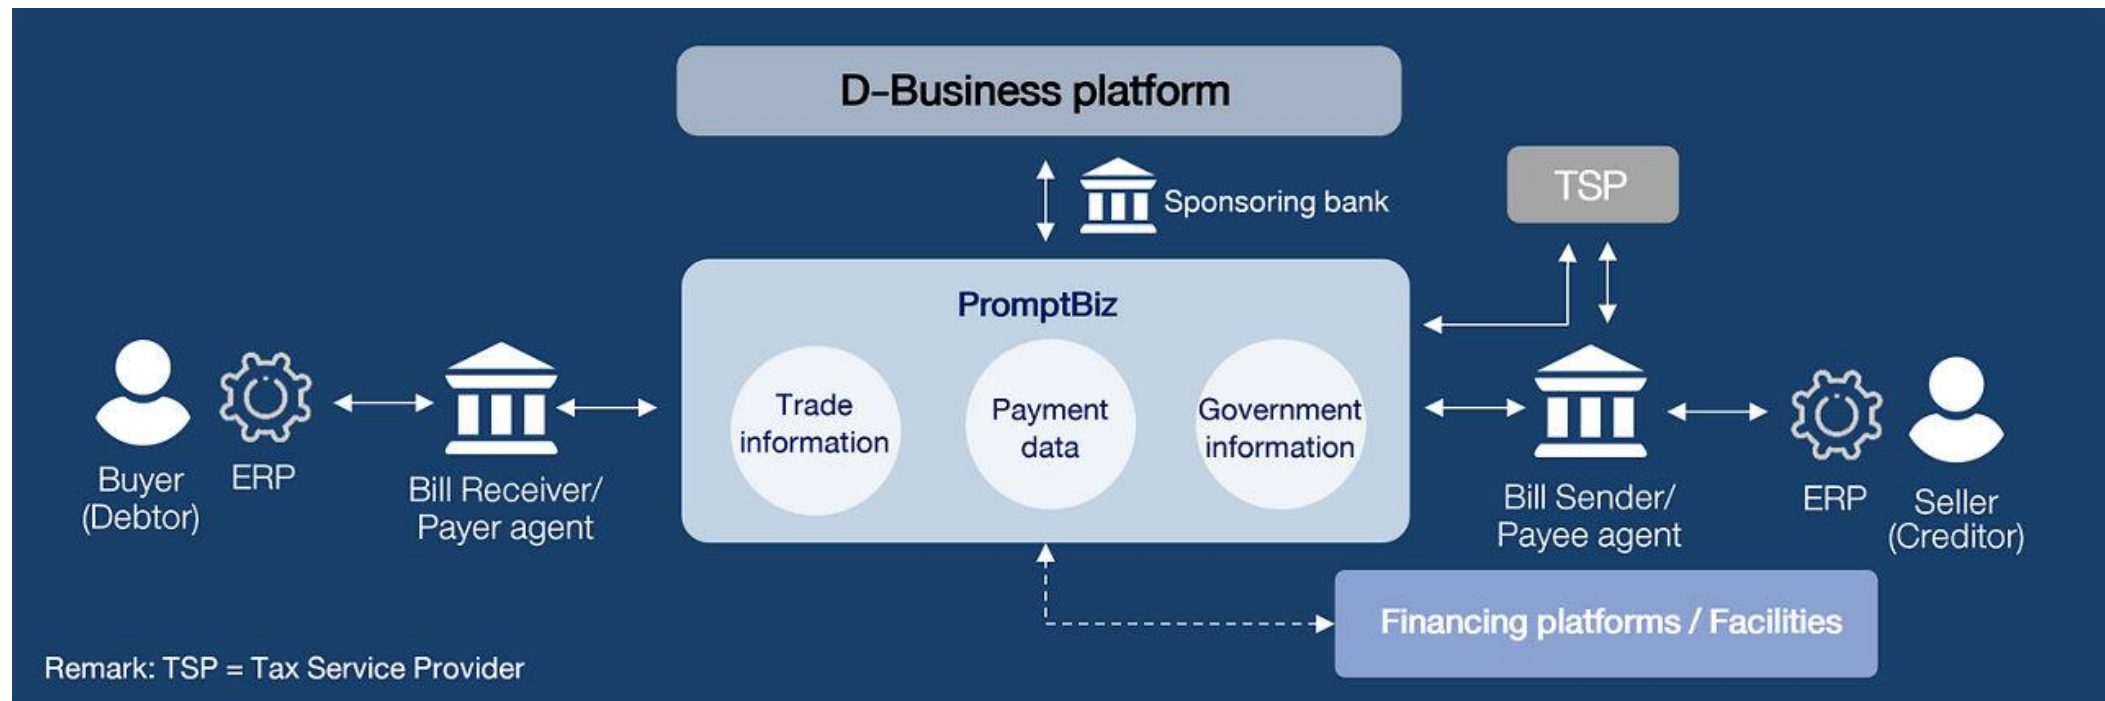 D-Business platform
Sponsoring bank
TSP
PromptBiz
Trade
information
Payment
data
Government
information
Buyer
(Debtor)
ERP
Bill Receiver/
Payer agent
Bill Sender/
Payee agent
ERP
Seller
(Creditor)
Financing platforms / Facilities
Remark: TSP = Tax Service Provider